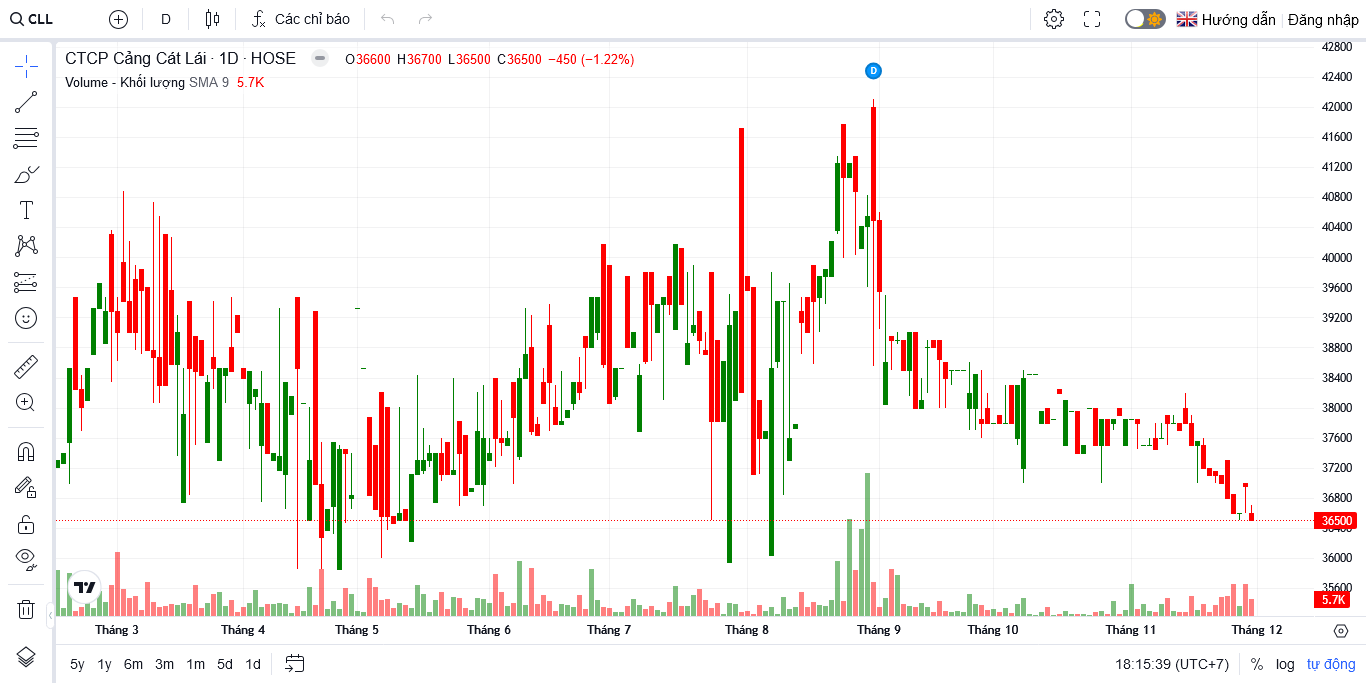 CLL D Các chỉ báo Hướng dẫn Đăng nhập
CTCP Cảng Cát Lái · 1D · HOSE O36600 H36700 L36500 C36500 −450 (−1.22%)
Volume - Khối lượng SMA 9 5.7K
D
42800
42400
42000
41600
41200
40800
40400
40000
39600
39200
38800
38400
38000
37600
37200
36800
36500
36400
36000
35600
5.7K
Tháng 3 Tháng 4 Tháng 5 Tháng 6 Tháng 7 Tháng 8 Tháng 9 Tháng 10 Tháng 11 Tháng 12
5y 1y 6m 3m 1m 5d 1d 18:15:39 (UTC+7) % log tự động